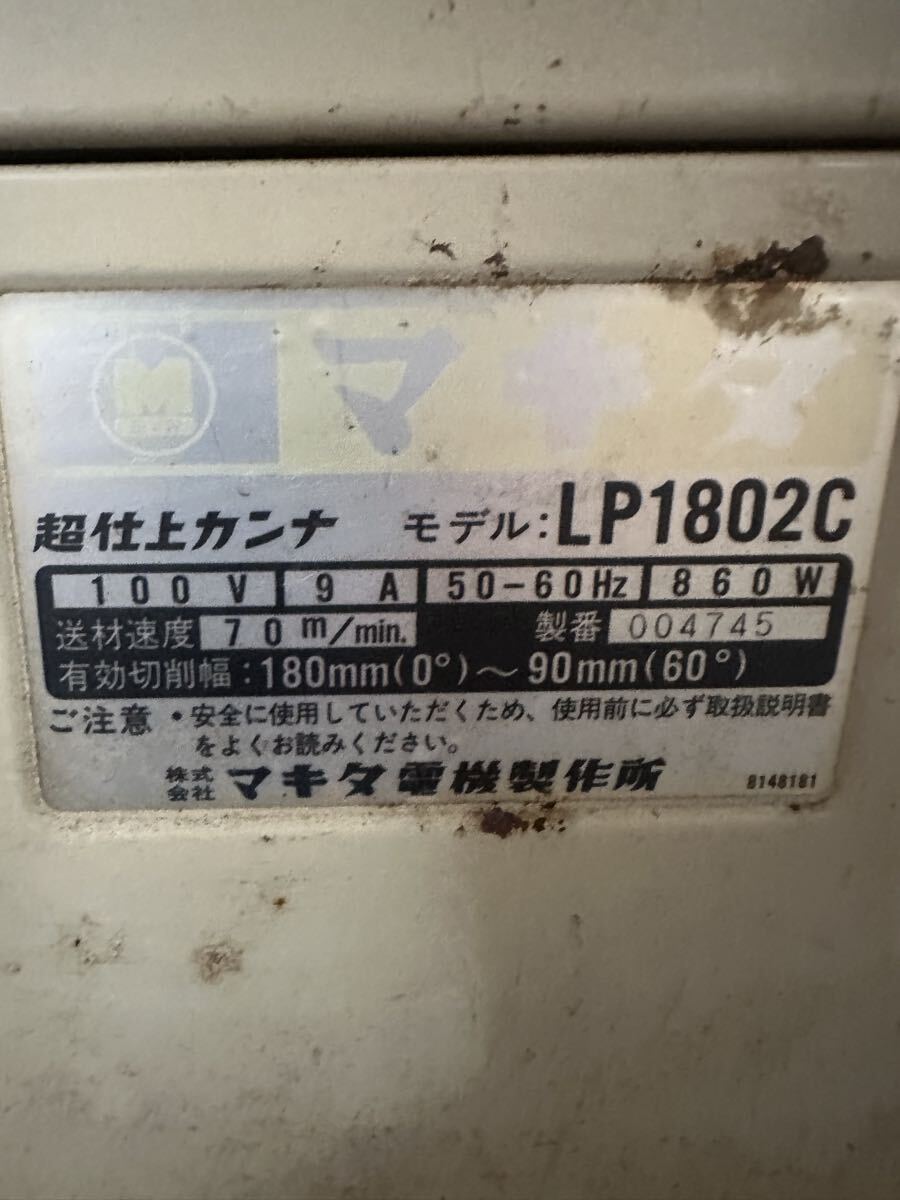 M
マキタ
超仕上カンナ モデル:LP1802C
100V 9A 50-60Hz 860W
送材速度 70m/min. 製番 004745
有効切削幅:180mm(0°)~90mm(60°)
ご注意 ・安全に使用していただくため、使用前に必ず取扱説明書
をよくお読みください。
株式会社 マキタ電機製作所 8148181